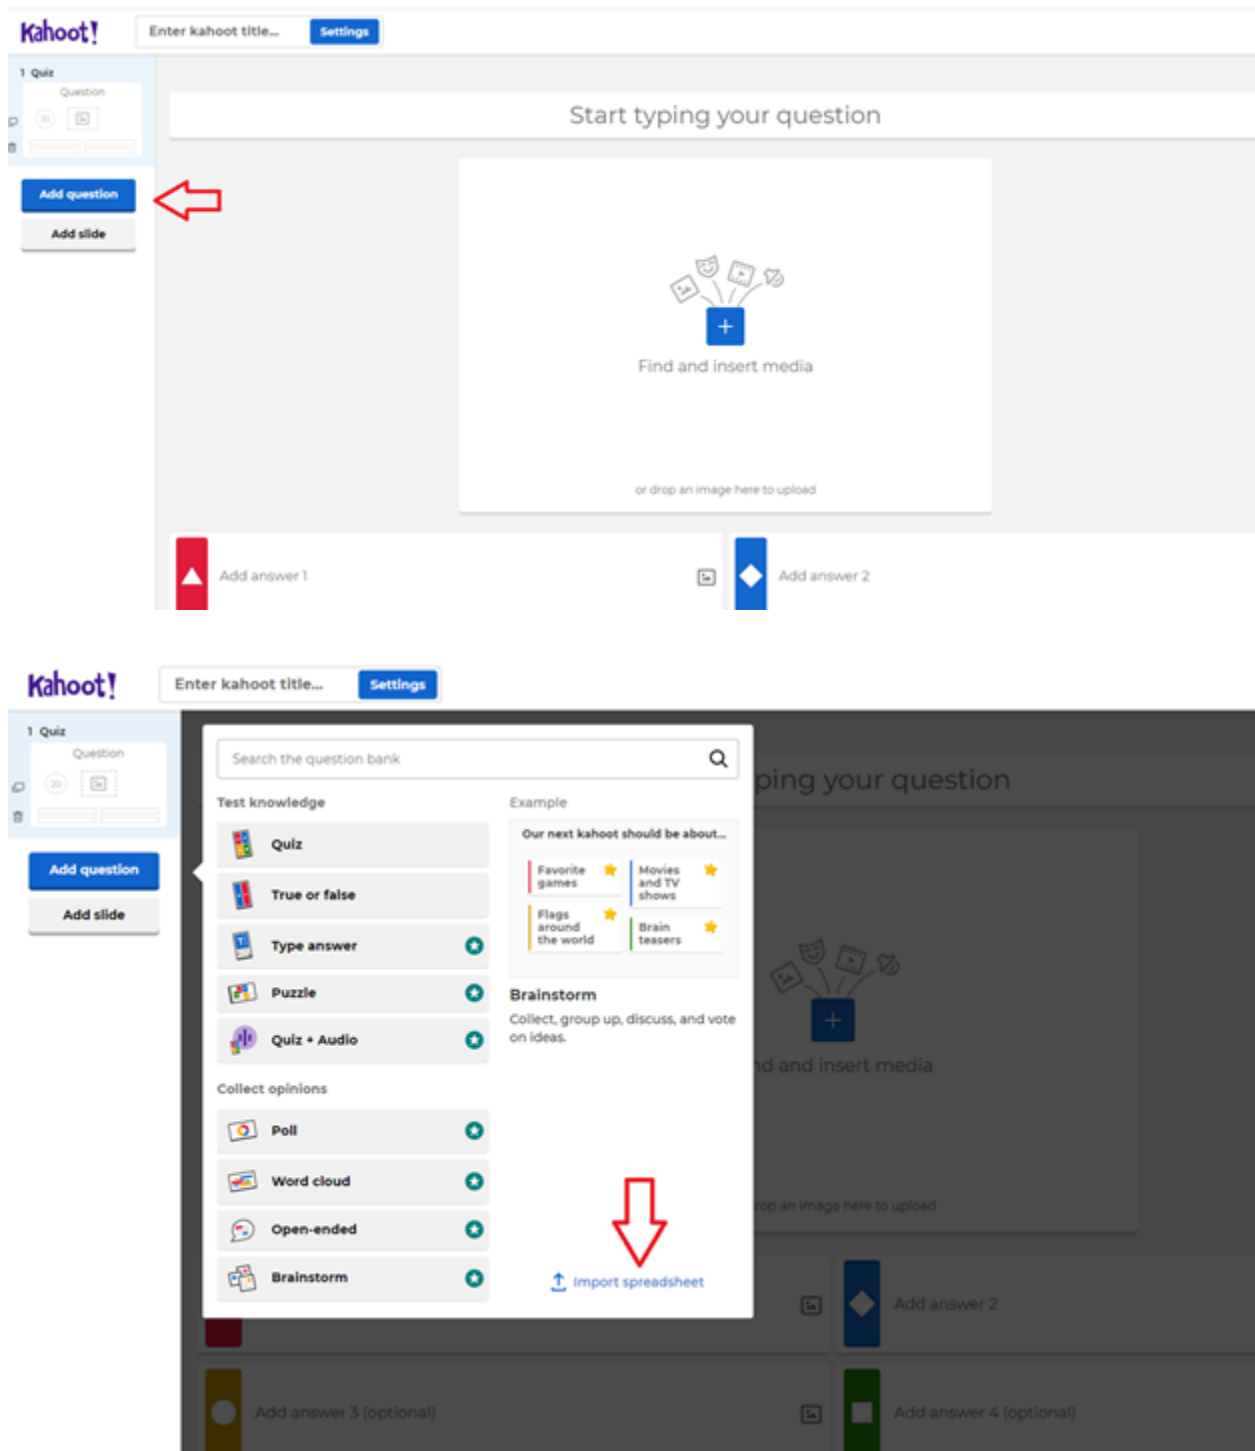 Kahoot!
Enter kahoot title...
Settings
1 Quiz
Question
20
Start typing your question
Add question
Add slide
Find and insert media
or drop an image here to upload
Add answer 1
Add answer 2
Kahoot!
Enter kahoot title...
Settings
1 Quiz
Question
20
Add question
Add slide
Search the question bank
Test knowledge
Quiz
True or false
Type answer
Puzzle
Quiz + Audio
Collect opinions
Poll
Word cloud
Open-ended
Brainstorm
Example
Our next kahoot should be about...
Favorite
games
Movies
and TV
shows
Flags
around
the world
Brain
teasers
Brainstorm
Collect, group up, discuss, and vote
on ideas.
Import spreadsheet
ping your question
nd and insert media
rop an image here to upload
Add answer 2
Add answer 3 (optional)
Add answer 4 (optional)